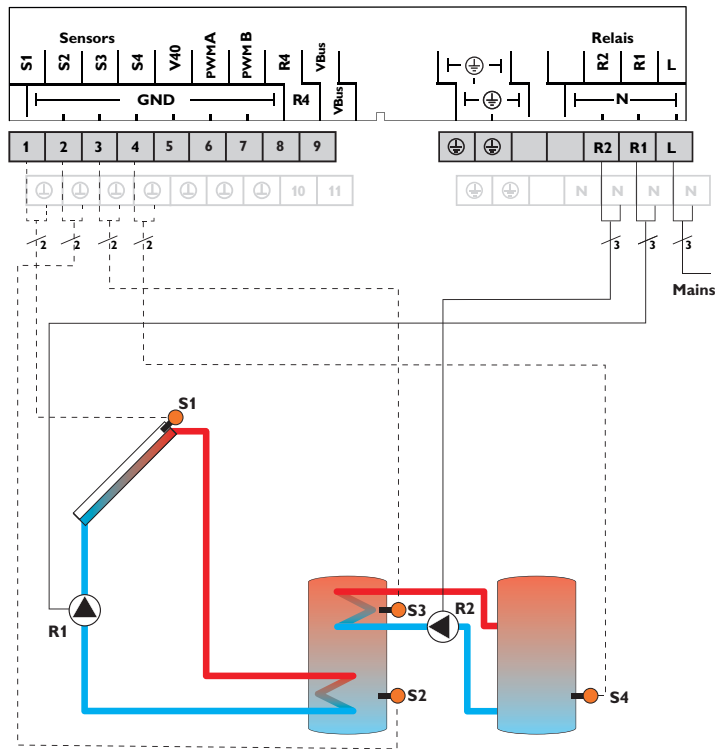 Sensors
Relais
S1 S2 S3 S4 V40 PWMA PWM B R4 VBus R2 R1 L
GND R4 VBus N
1 2 3 4 5 6 7 8 9 R2 R1 L
10 11 N N N N
2 2 2 2 3 3 3
Mains
S1
S3 R2
R1
S2 S4